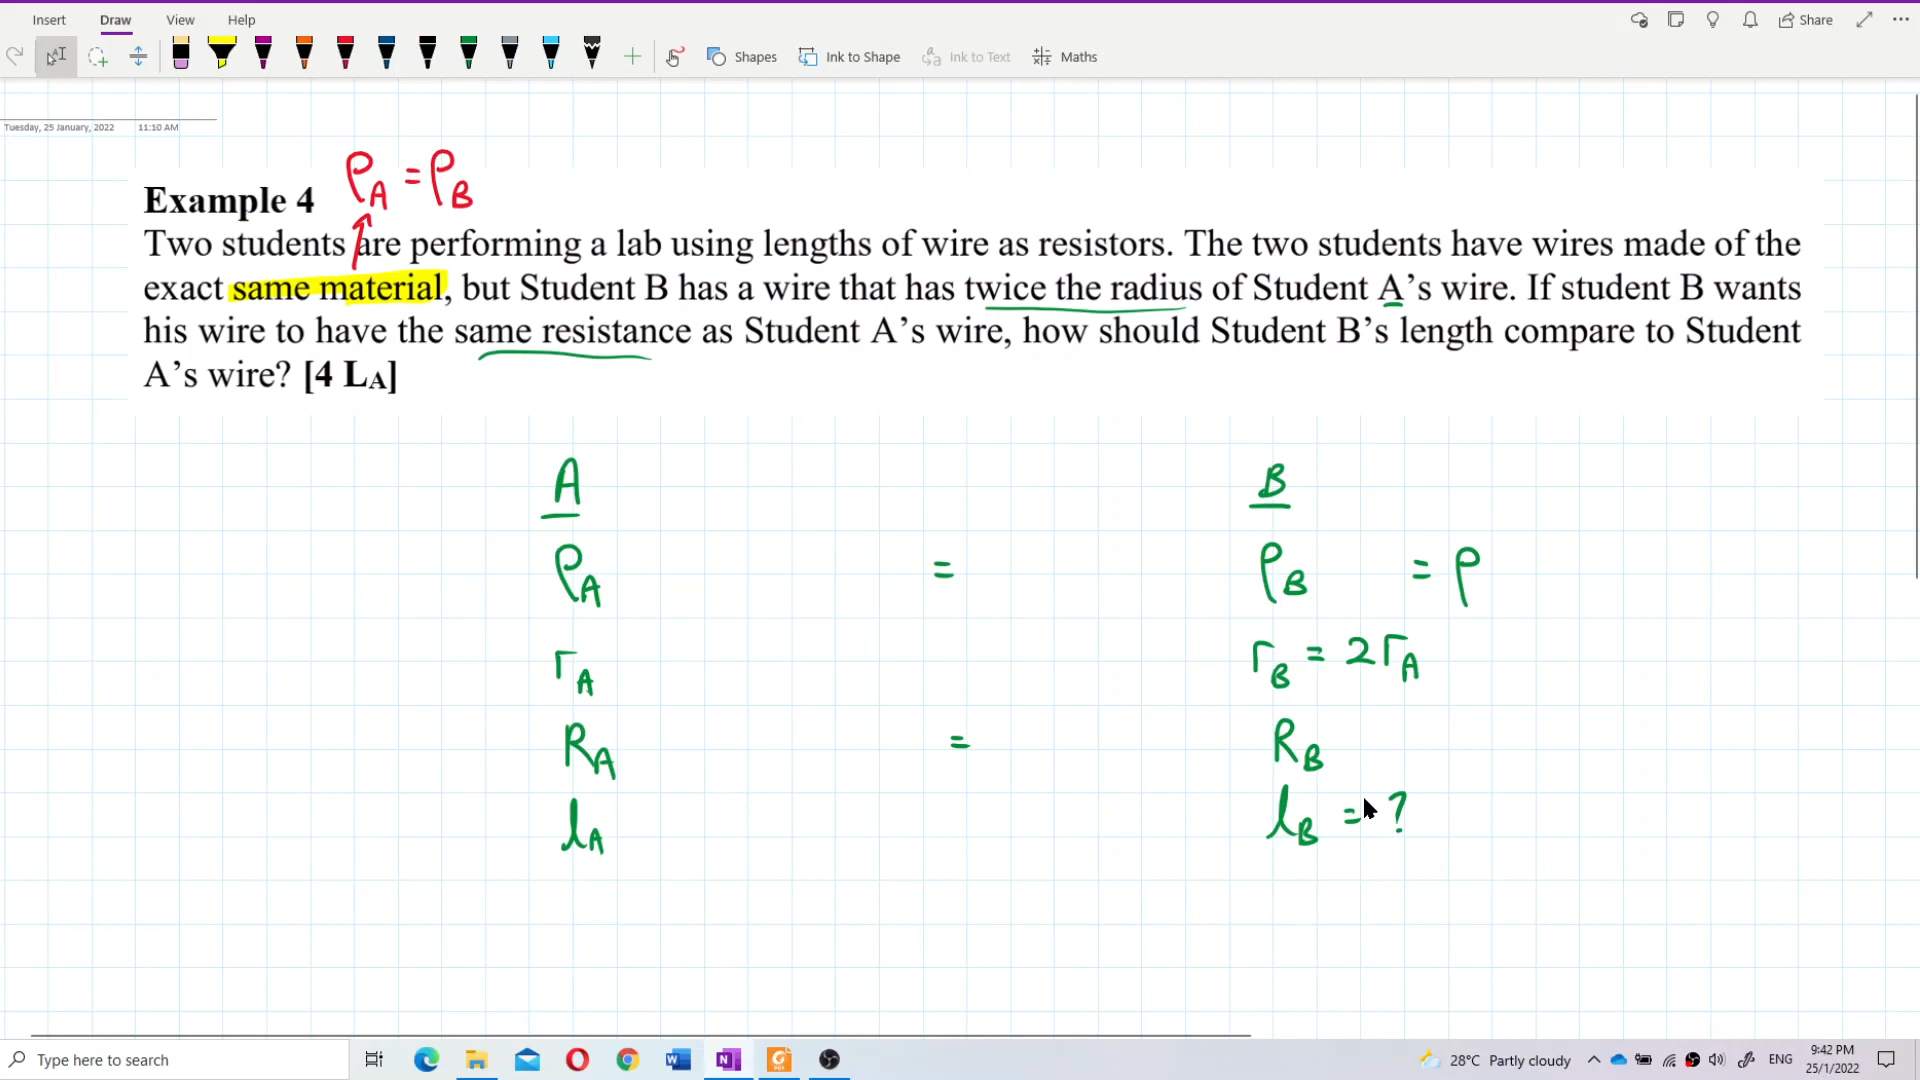 Insert Draw View Help
Share
Shapes Ink to Shape Ink to Text Maths
Tuesday, 25 January, 2022 11:10 AM
ρA = ρB
Example 4
Two students are performing a lab using lengths of wire as resistors. The two students have wires made of the
exact same material, but Student B has a wire that has twice the radius of Student A's wire. If student B wants
his wire to have the same resistance as Student A's wire, how should Student B's length compare to Student
A's wire? [4 LA]
A B
ρA = ρB = ρ
rA rB = 2rA
RA = RB
lA lB = ?
Type here to search
28°C Partly cloudy
ENG
9:42 PM
25/1/2022